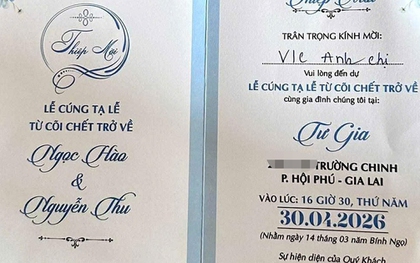 Thiệp Mời
LỄ CÚNG TẠ LỄ
TỪ CÕI CHẾT TRỞ VỀ
Ngọc Hào
&
Nguyễn Thu
TRÂN TRỌNG KÍNH MỜI:
V/C Anh chị
Vui lòng đến dự
LỄ CÚNG TẠ LỄ TỪ CÕI CHẾT TRỞ VỀ
cùng gia đình chúng tôi tại:
Tư Gia
TRƯỜNG CHINH
P. HỘI PHÚ - GIA LAI
VÀO LÚC: 16 GIỜ 30, THỨ NĂM
30.04.2026
(Nhằm ngày 14 tháng 03 năm Bính Ngọ)
Sự hiện diện của Quý Khách